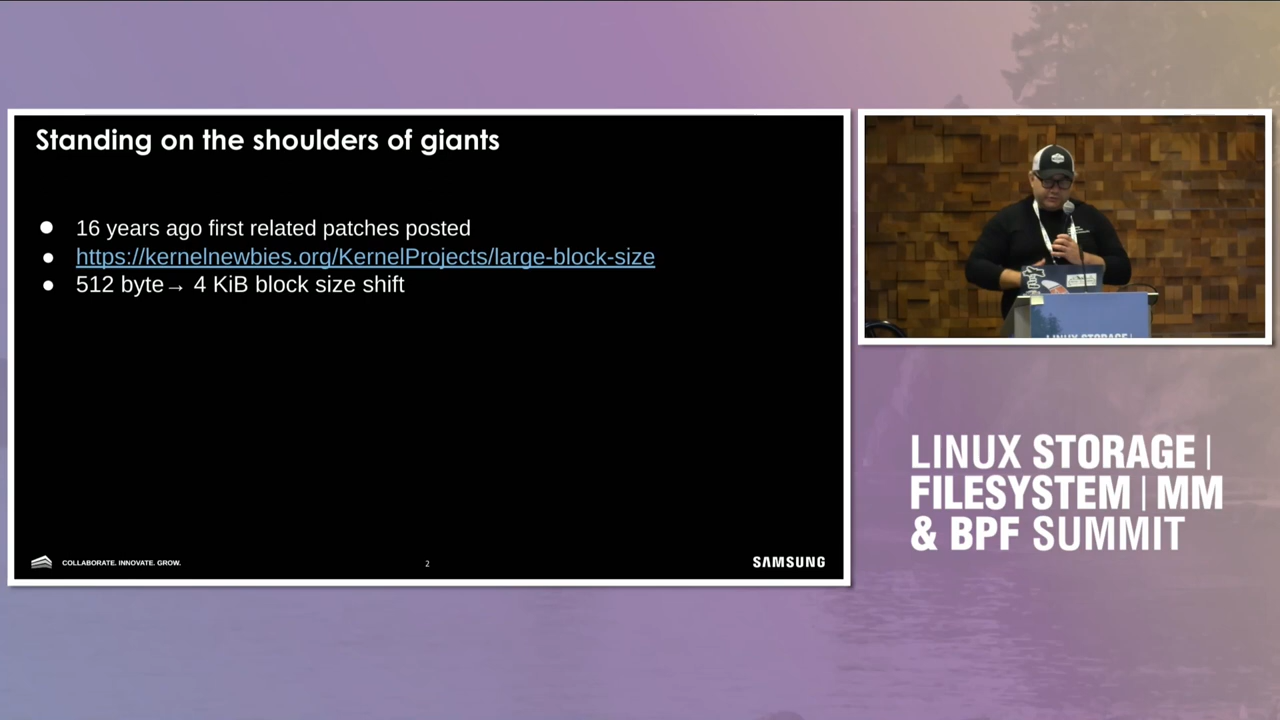 Standing on the shoulders of giants
● 16 years ago first related patches posted
● https://kernelnewbies.org/KernelProjects/large-block-size
● 512 byte→ 4 KiB block size shift
COLLABORATE. INNOVATE. GROW.
2
SAMSUNG
LINUX STORAGE|
LINUX STORAGE |
FILESYSTEM | MM
& BPF SUMMIT